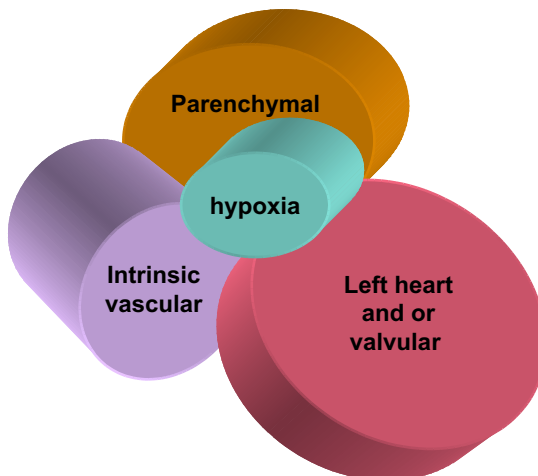 Parenchymal
hypoxia
Intrinsic
vascular
Left heart
and or
valvular